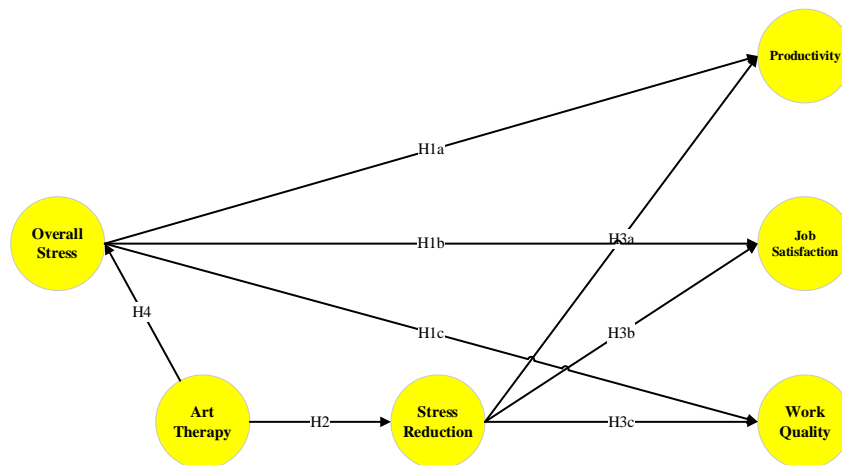 Productivity
H1a
Overall
Stress
H1b
H3a
Job
Satisfaction
H4
H1c
H3b
Art
Therapy
H2
Stress
Reduction
H3c
Work
Quality